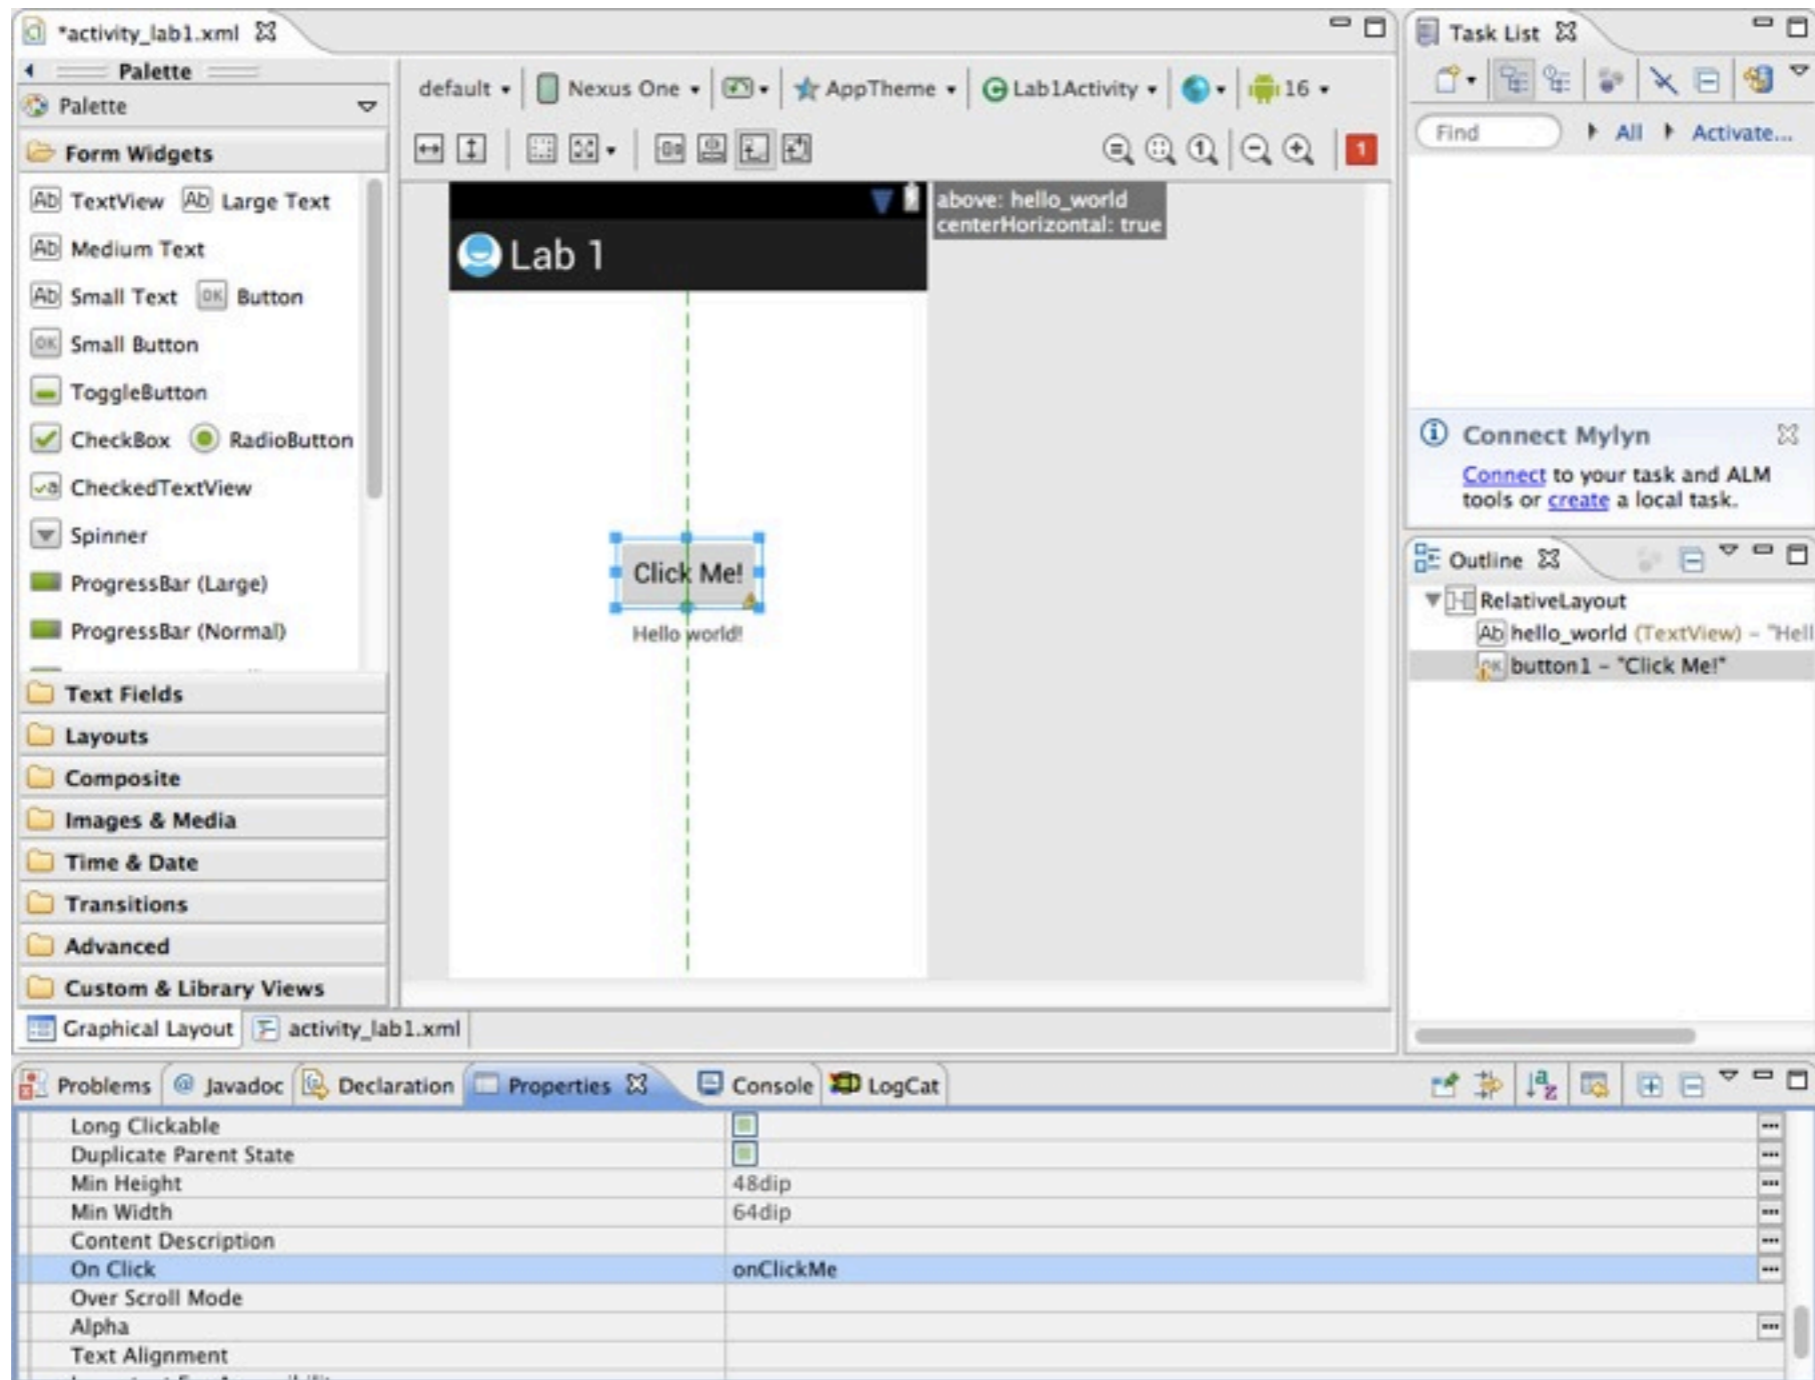 *activity_lab1.xml
Palette
Palette
Form Widgets
TextView Large Text
Medium Text
Small Text Button
Small Button
ToggleButton
CheckBox RadioButton
CheckedTextView
Spinner
ProgressBar (Large)
ProgressBar (Normal)
Text Fields
Layouts
Composite
Images & Media
Time & Date
Transitions
Advanced
Custom & Library Views
Graphical Layout activity_lab1.xml
default Nexus One AppTheme Lab1Activity 16
1
above: hello_world
centerHorizontal: true
Lab 1
Click Me!
Hello world!
Task List
Find All Activate...
Connect Mylyn
Connect to your task and ALM
tools or create a local task.
Outline
RelativeLayout
Ab hello_world (TextView) – "Hell
OK button1 – "Click Me!"
Problems @ Javadoc Declaration Properties Console LogCat
Long Clickable
Duplicate Parent State
Min Height 48dip
Min Width 64dip
Content Description
On Click onClickMe
Over Scroll Mode
Alpha
Text Alignment